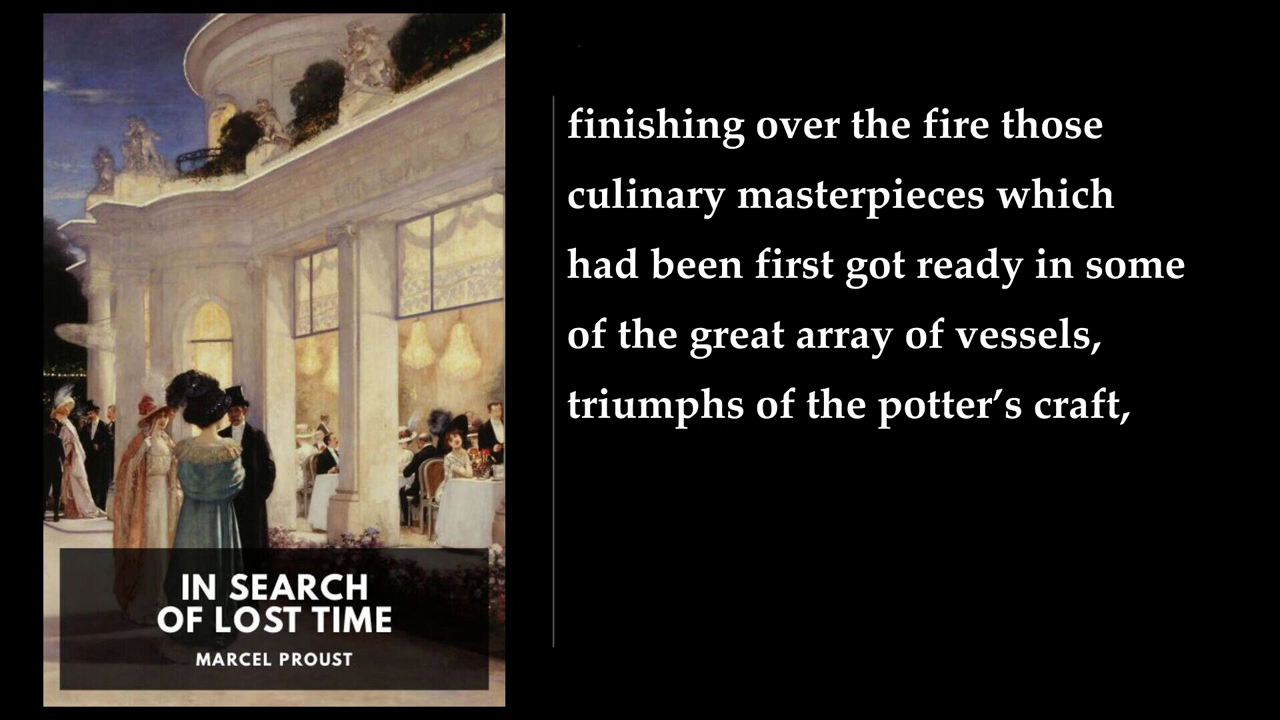 IN SEARCH
OF LOST TIME
MARCEL PROUST
finishing over the fire those
culinary masterpieces which
had been first got ready in some
of the great array of vessels,
triumphs of the potter’s craft,